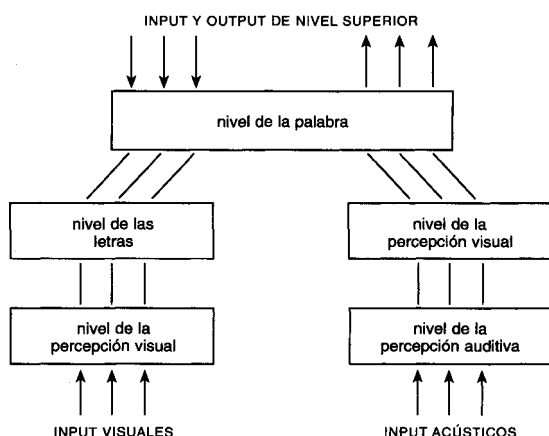 INPUT Y OUTPUT DE NIVEL SUPERIOR
nivel de la palabra
nivel de las
letras
nivel de la
percepción visual
nivel de la
percepción visual
nivel de la
percepción auditiva
INPUT VISUALES
INPUT ACÚSTICOS